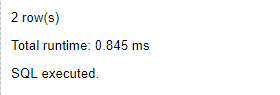 2 row(s)
Total runtime: 0.845 ms
SQL executed.